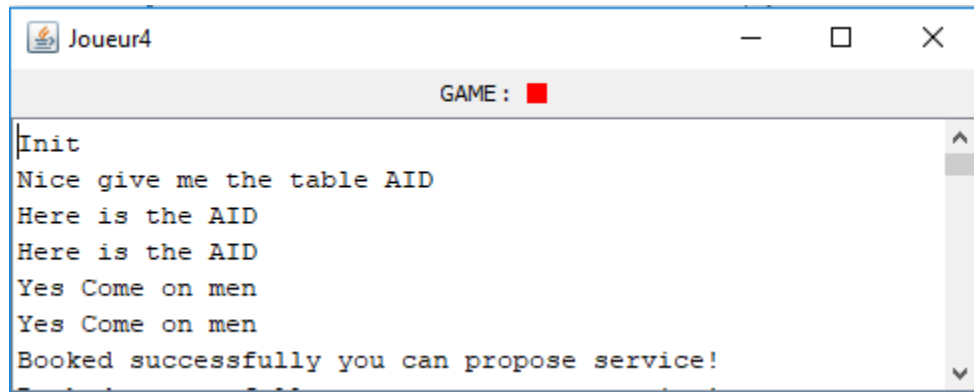 Joueur4
GAME :
Init
Nice give me the table AID
Here is the AID
Here is the AID
Yes Come on men
Yes Come on men
Booked successfully you can propose service!